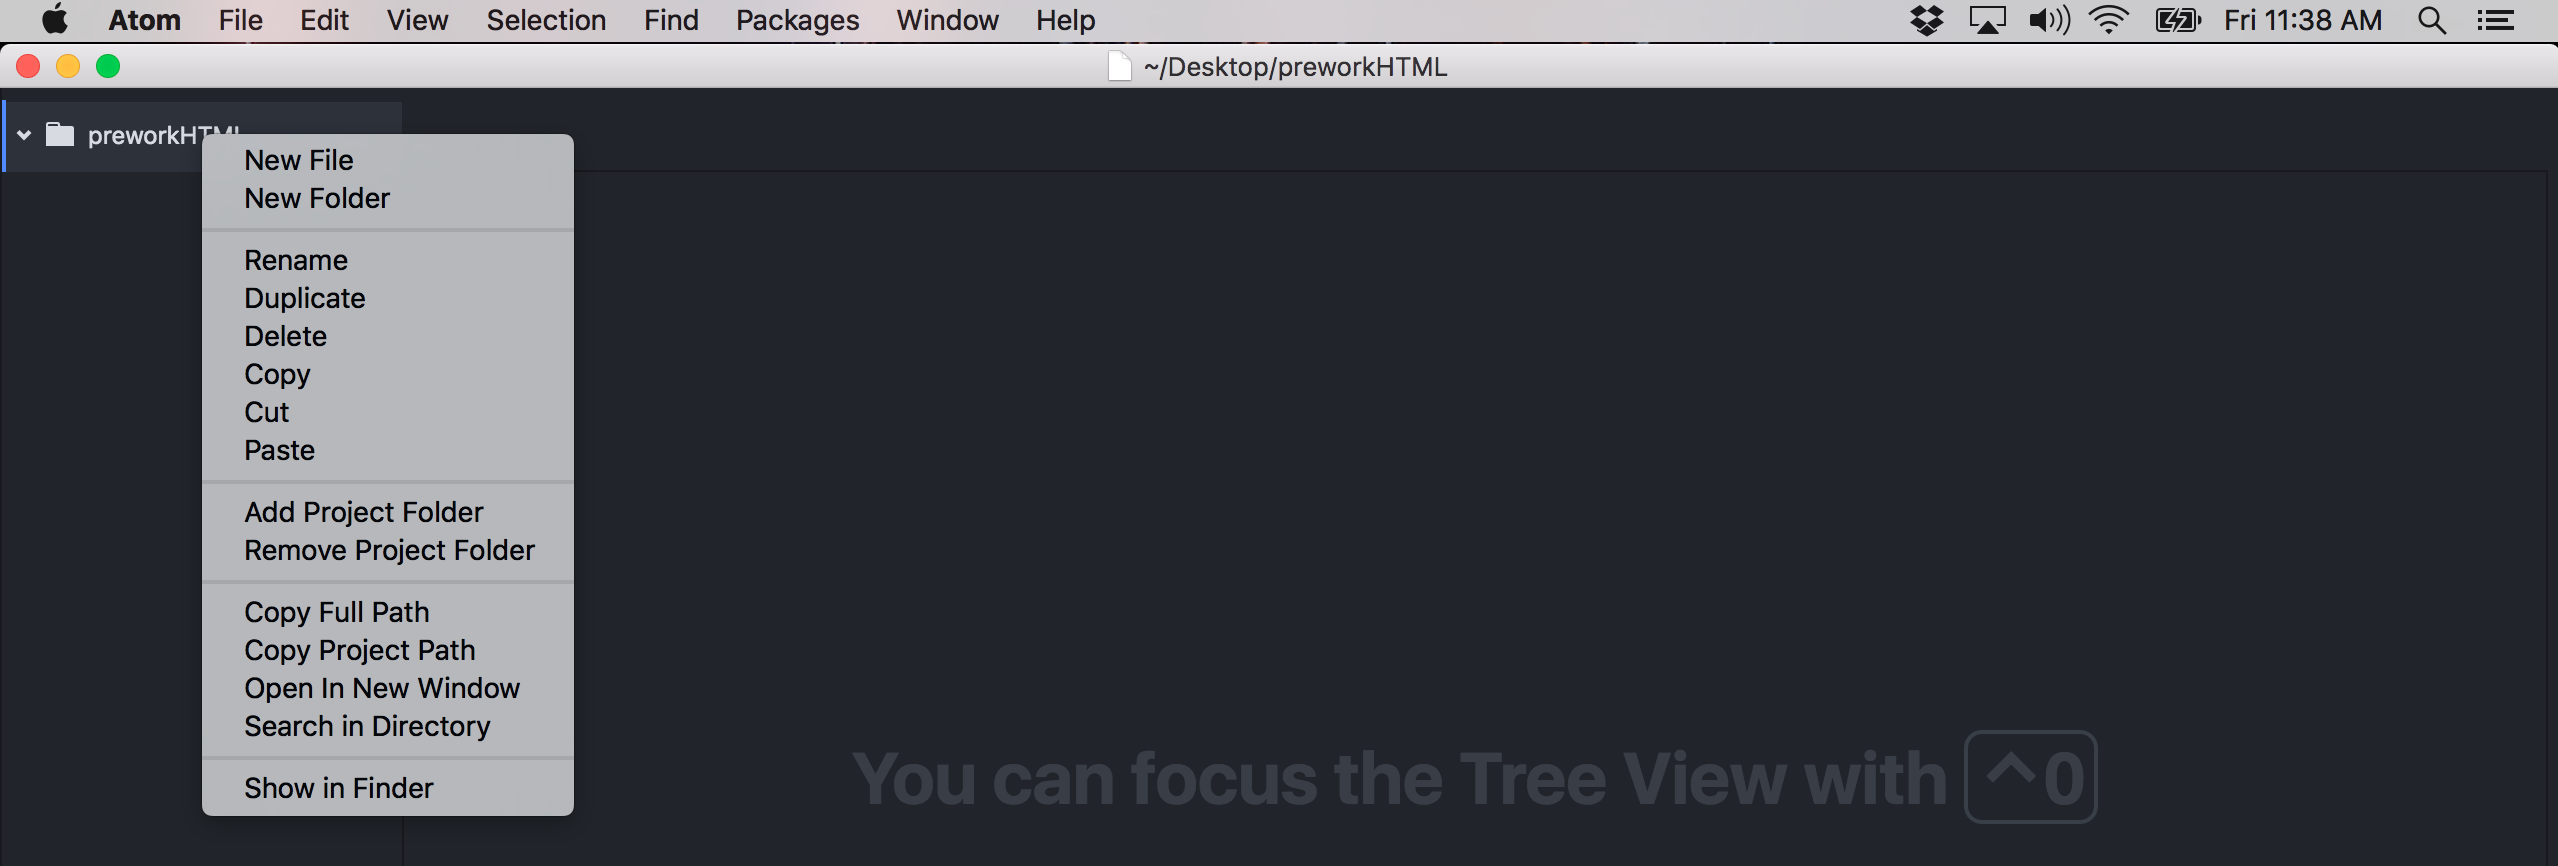 Atom File Edit View Selection Find Packages Window Help Fri 11:38 AM
~/Desktop/preworkHTML
preworkHTML
New File
New Folder
Rename
Duplicate
Delete
Copy
Cut
Paste
Add Project Folder
Remove Project Folder
Copy Full Path
Copy Project Path
Open In New Window
Search in Directory
Show in Finder
You can focus the Tree View with ^0